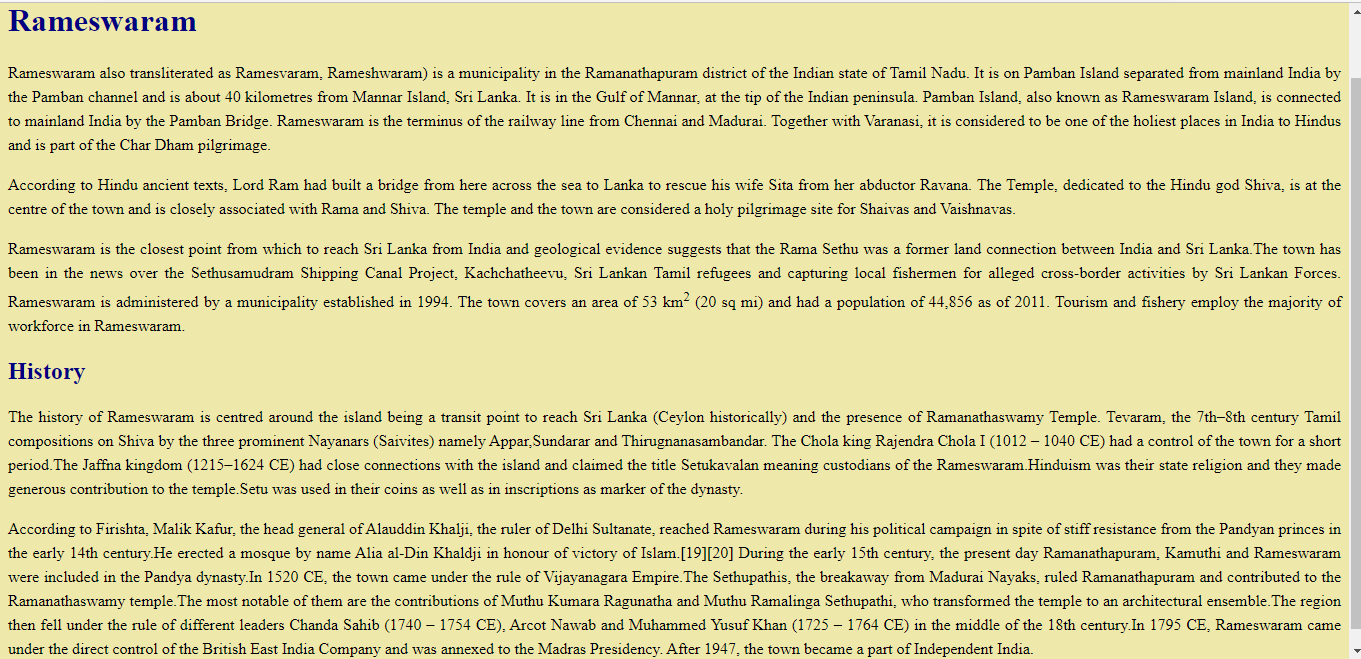 Rameswaram
Rameswaram also transliterated as Ramesvaram, Rameshwaram) is a municipality in the Ramanathapuram district of the Indian state of Tamil Nadu. It is on Pamban Island separated from mainland India by
the Pamban channel and is about 40 kilometres from Mannar Island, Sri Lanka. It is in the Gulf of Mannar, at the tip of the Indian peninsula. Pamban Island, also known as Rameswaram Island, is connected
to mainland India by the Pamban Bridge. Rameswaram is the terminus of the railway line from Chennai and Madurai. Together with Varanasi, it is considered to be one of the holiest places in India to Hindus
and is part of the Char Dham pilgrimage.
According to Hindu ancient texts, Lord Ram had built a bridge from here across the sea to Lanka to rescue his wife Sita from her abductor Ravana. The Temple, dedicated to the Hindu god Shiva, is at the
centre of the town and is closely associated with Rama and Shiva. The temple and the town are considered a holy pilgrimage site for Shaivas and Vaishnavas.
Rameswaram is the closest point from which to reach Sri Lanka from India and geological evidence suggests that the Rama Sethu was a former land connection between India and Sri Lanka.The town has
been in the news over the Sethusamudram Shipping Canal Project, Kachchatheevu, Sri Lankan Tamil refugees and capturing local fishermen for alleged cross-border activities by Sri Lankan Forces.
Rameswaram is administered by a municipality established in 1994. The town covers an area of 53 km² (20 sq mi) and had a population of 44,856 as of 2011. Tourism and fishery employ the majority of
workforce in Rameswaram.
History
The history of Rameswaram is centred around the island being a transit point to reach Sri Lanka (Ceylon historically) and the presence of Ramanathaswamy Temple. Tevaram, the 7th–8th century Tamil
compositions on Shiva by the three prominent Nayanars (Saivites) namely Appar,Sundarar and Thirugnanasambandar. The Chola king Rajendra Chola I (1012 – 1040 CE) had a control of the town for a short
period.The Jaffna kingdom (1215–1624 CE) had close connections with the island and claimed the title Setukavalan meaning custodians of the Rameswaram.Hinduism was their state religion and they made
generous contribution to the temple.Setu was used in their coins as well as in inscriptions as marker of the dynasty.
According to Firishta, Malik Kafur, the head general of Alauddin Khalji, the ruler of Delhi Sultanate, reached Rameswaram during his political campaign in spite of stiff resistance from the Pandyan princes in
the early 14th century.He erected a mosque by name Alia al-Din Khaldji in honour of victory of Islam.[19][20] During the early 15th century, the present day Ramanathapuram, Kamuthi and Rameswaram
were included in the Pandya dynasty.In 1520 CE, the town came under the rule of Vijayanagara Empire.The Sethupathis, the breakaway from Madurai Nayaks, ruled Ramanathapuram and contributed to the
Ramanathaswamy temple.The most notable of them are the contributions of Muthu Kumara Ragunatha and Muthu Ramalinga Sethupathi, who transformed the temple to an architectural ensemble.The region
then fell under the rule of different leaders Chanda Sahib (1740 – 1754 CE), Arcot Nawab and Muhammed Yusuf Khan (1725 – 1764 CE) in the middle of the 18th century.In 1795 CE, Rameswaram came
under the direct control of the British East India Company and was annexed to the Madras Presidency. After 1947, the town became a part of Independent India.